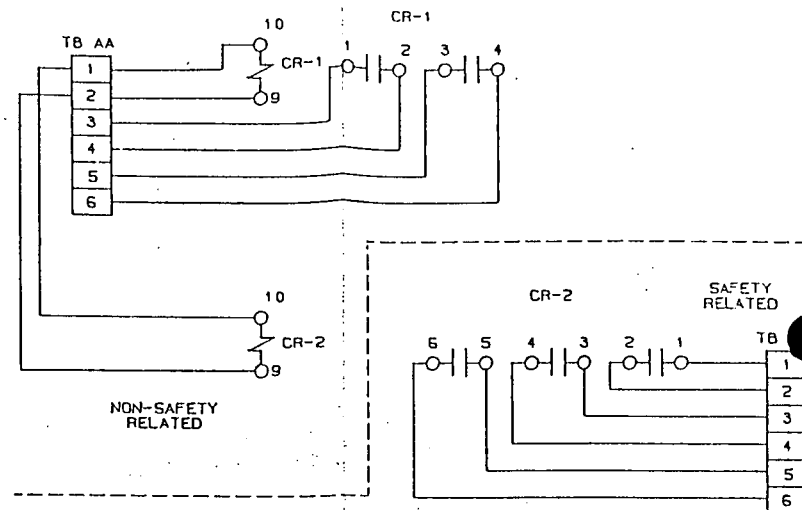 CR-1
10
TB AA
CR-1
1 2 3 4
1
2
9
3
4
5
6
10
CR-2
9
NON-SAFETY
RELATED
CR-2
SAFETY
RELATED
6 5 4 3 2 1
TB
1
2
3
4
5
6